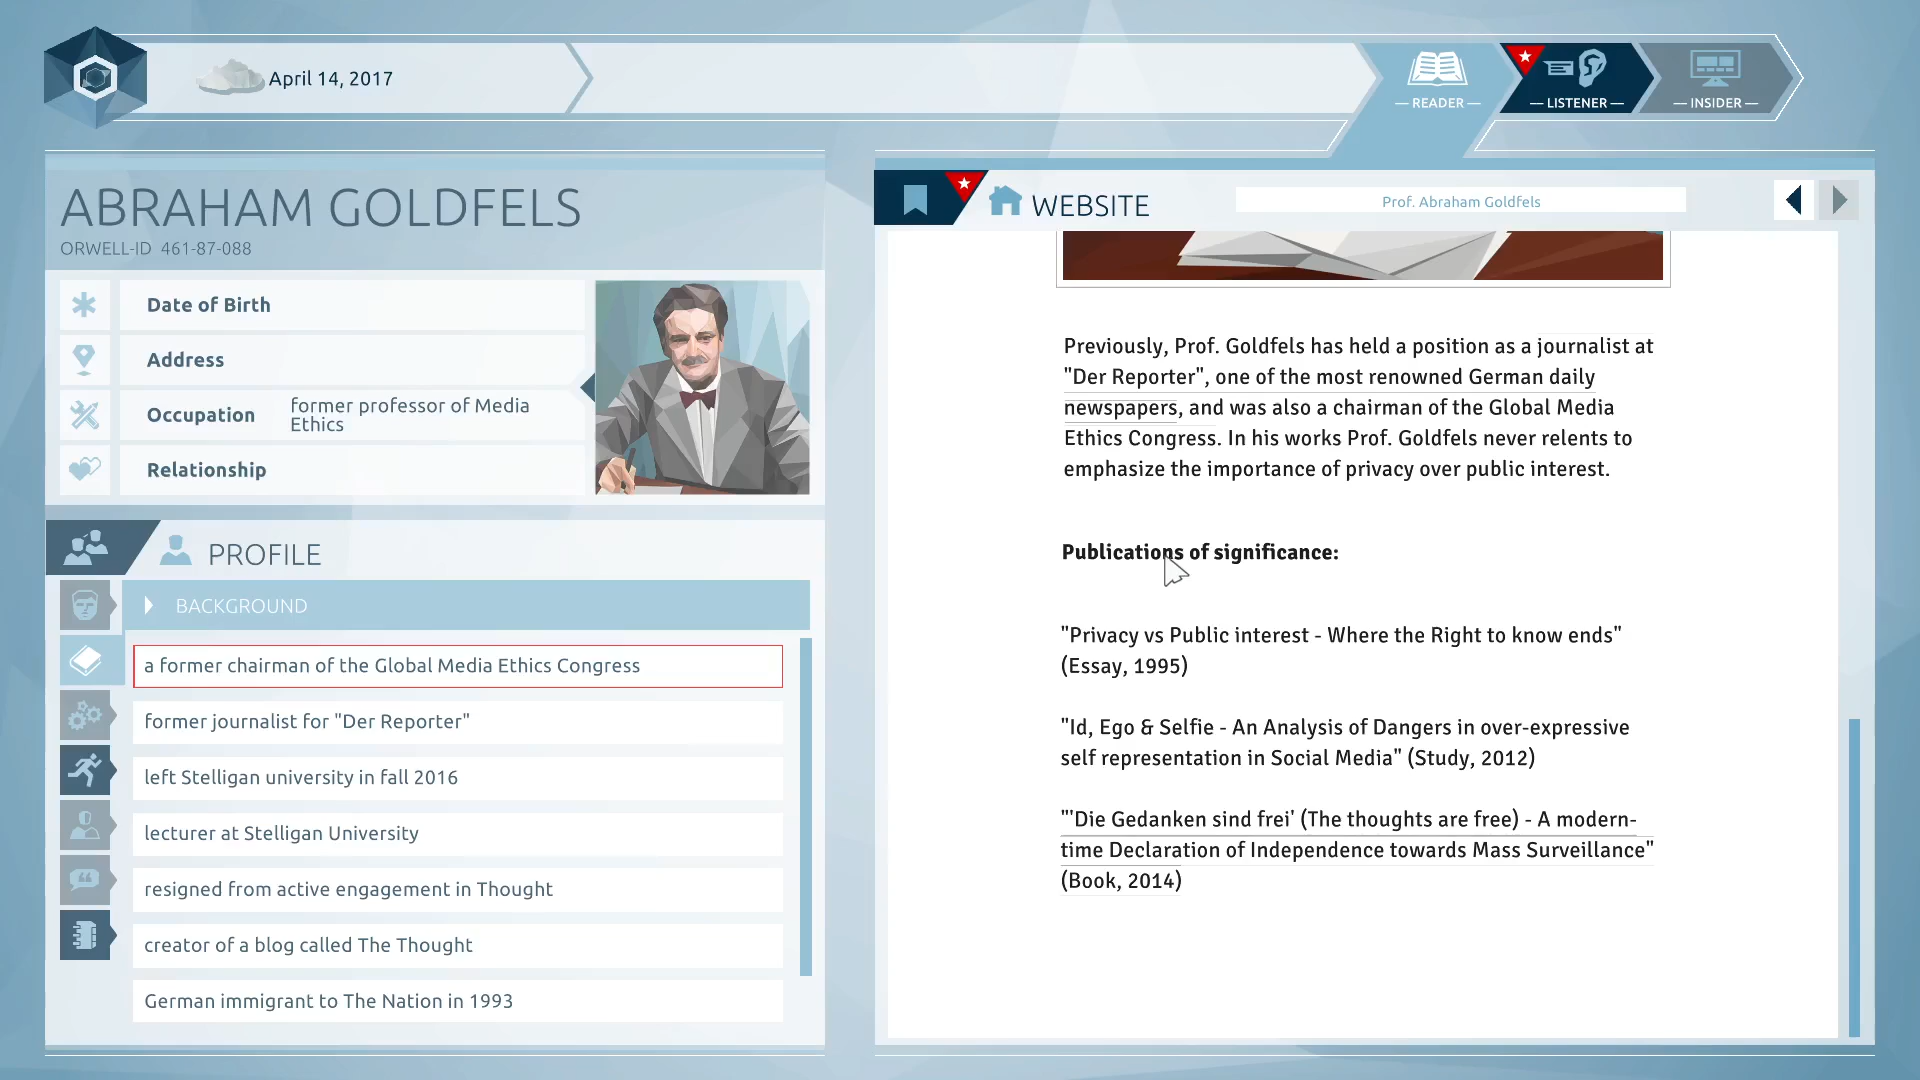 April 14, 2017
— READER —
— LISTENER —
— INSIDER —
ABRAHAM GOLDFELS
ORWELL-ID 461-87-088
Date of Birth
Address
Occupation
former professor of Media
Ethics
Relationship
PROFILE
BACKGROUND
a former chairman of the Global Media Ethics Congress
former journalist for "Der Reporter"
left Stelligan university in fall 2016
lecturer at Stelligan University
resigned from active engagement in Thought
creator of a blog called The Thought
German immigrant to The Nation in 1993
WEBSITE
Prof. Abraham Goldfels
Previously, Prof. Goldfels has held a position as a journalist at
"Der Reporter", one of the most renowned German daily
newspapers, and was also a chairman of the Global Media
Ethics Congress. In his works Prof. Goldfels never relents to
emphasize the importance of privacy over public interest.
Publications of significance:
"Privacy vs Public interest - Where the Right to know ends"
(Essay, 1995)
"Id, Ego & Selfie - An Analysis of Dangers in over-expressive
self representation in Social Media" (Study, 2012)
"'Die Gedanken sind frei' (The thoughts are free) - A modern-
time Declaration of Independence towards Mass Surveillance"
(Book, 2014)